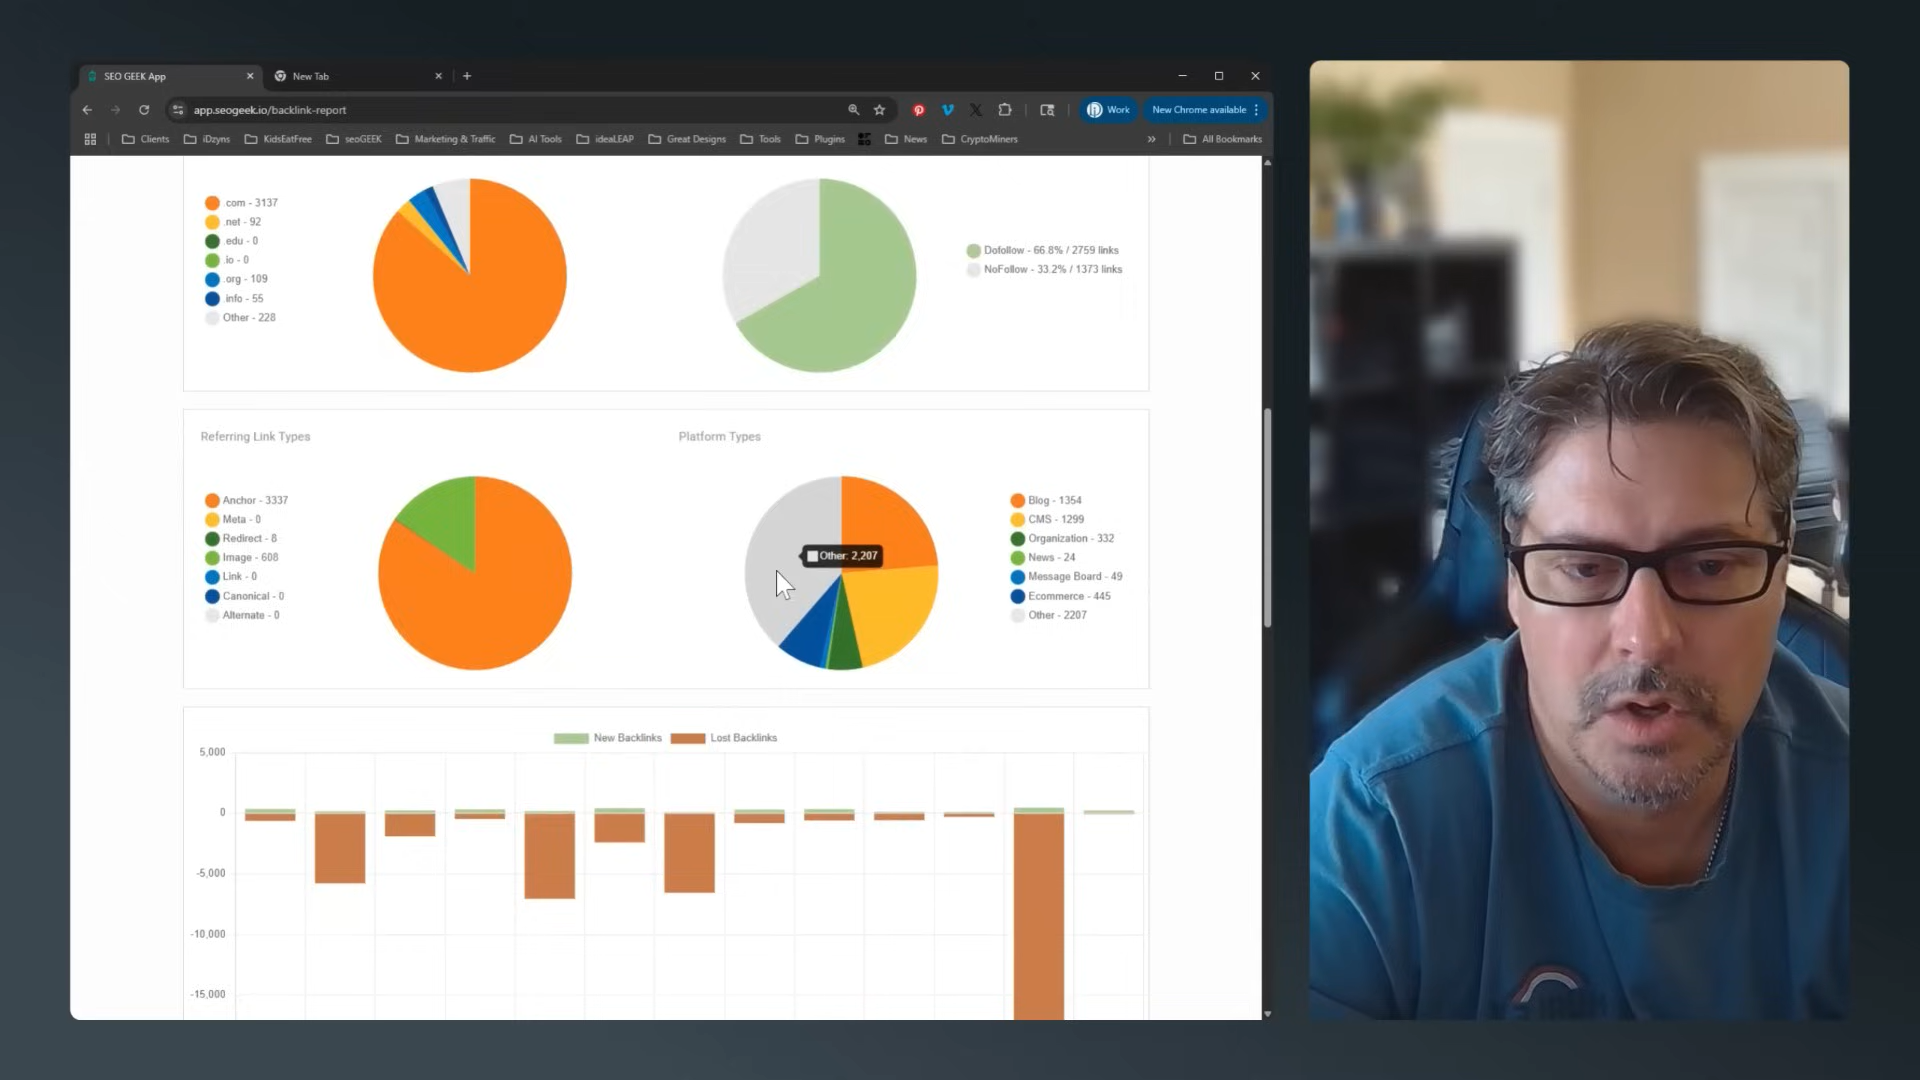 SEO GEEK App
New Tab
app.seogeek.io/backlink-report
Work
New Chrome available
Clients
iDzyns
KidsEatFree
seoGEEK
Marketing & Traffic
AI Tools
ideaLEAP
Great Designs
Tools
Plugins
News
CryptoMiners
All Bookmarks
.com - 3137
.net - 92
.edu - 0
.io - 0
.org - 109
.info - 55
Other - 228
Dofollow - 66.8% / 2759 links
NoFollow - 33.2% / 1373 links
Referring Link Types
Anchor - 3337
Meta - 0
Redirect - 8
Image - 608
Link - 0
Canonical - 0
Alternate - 0
Platform Types
Other: 2,207
Blog - 1354
CMS - 1299
Organization - 332
News - 24
Message Board - 49
Ecommerce - 445
Other - 2207
New Backlinks
Lost Backlinks
5,000
0
-5,000
-10,000
-15,000